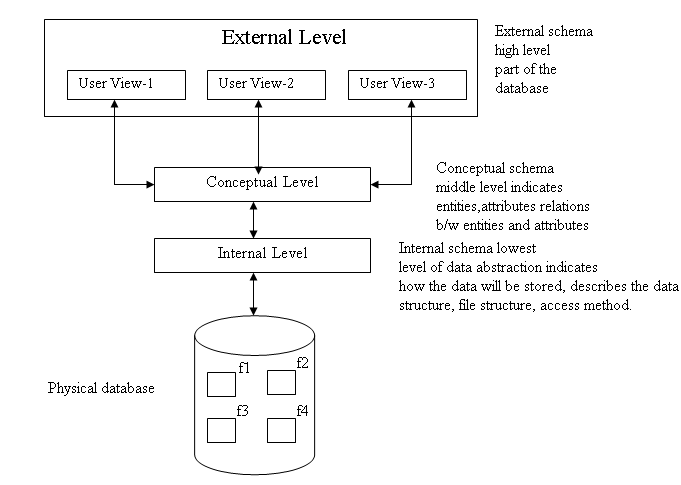 External Level
User View-1
User View-2
User View-3
External schema
high level
part of the
database
Conceptual Level
Conceptual schema
middle level indicates
entities,attributes relations
b/w entities and attributes
Internal Level
Internal schema lowest
level of data abstraction indicates
how the data will be stored, describes the data
structure, file structure, access method.
Physical database
f1
f2
f3
f4